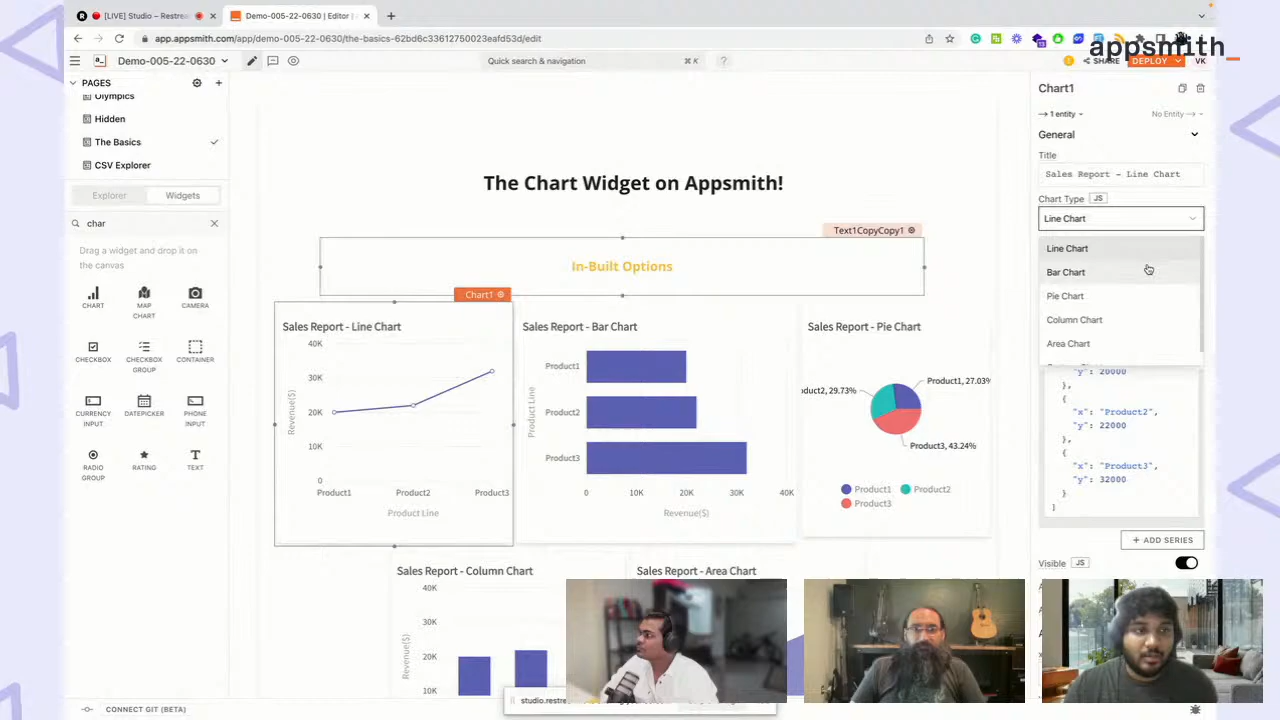 [LIVE] Studio – Restrea
Demo-005-22-0630 | Editor |
app.appsmith.com/app/demo-005-22-0630/the-basics-62bd6c33612750023eafd53d/edit
appsmith_
Demo-005-22-0630
Quick search & navigation
⌘ K
?
SHARE
DEPLOY
VK
PAGES
Olympics
Hidden
The Basics
CSV Explorer
Explorer
Widgets
char
Drag a widget and drop it on
the canvas
CHART
MAP
CHART
CAMERA
CHECKBOX
CHECKBOX
GROUP
CONTAINER
CURRENCY
INPUT
DATEPICKER
PHONE
INPUT
RADIO
GROUP
RATING
TEXT
CONNECT GIT (BETA)
The Chart Widget on Appsmith!
Text1CopyCopy1
In-Built Options
Chart1
Sales Report - Line Chart
40K
30K
20K
10K
0
Revenue($)
Product1
Product2
Product3
Product Line
Sales Report - Bar Chart
Product Line
Product1
Product2
Product3
0
10K
20K
30K
40K
Revenue($)
Sales Report - Pie Chart
Product1, 27.03%
oduct2, 29.73%
Product3, 43.24%
Product1
Product2
Product3
Sales Report - Column Chart
40K
30K
20K
10K
Revenue($)
Sales Report - Area Chart
studio.restre
Chart1
1 entity
No Entity
General
Title
Sales Report - Line Chart
Chart Type
JS
Line Chart
Line Chart
Bar Chart
Pie Chart
Column Chart
Area Chart
"y": 20000
},
{
"x": "Product2",
"y": 22000
},
{
"x": "Product3",
"y": 32000
}
]
+ ADD SERIES
Visible
JS